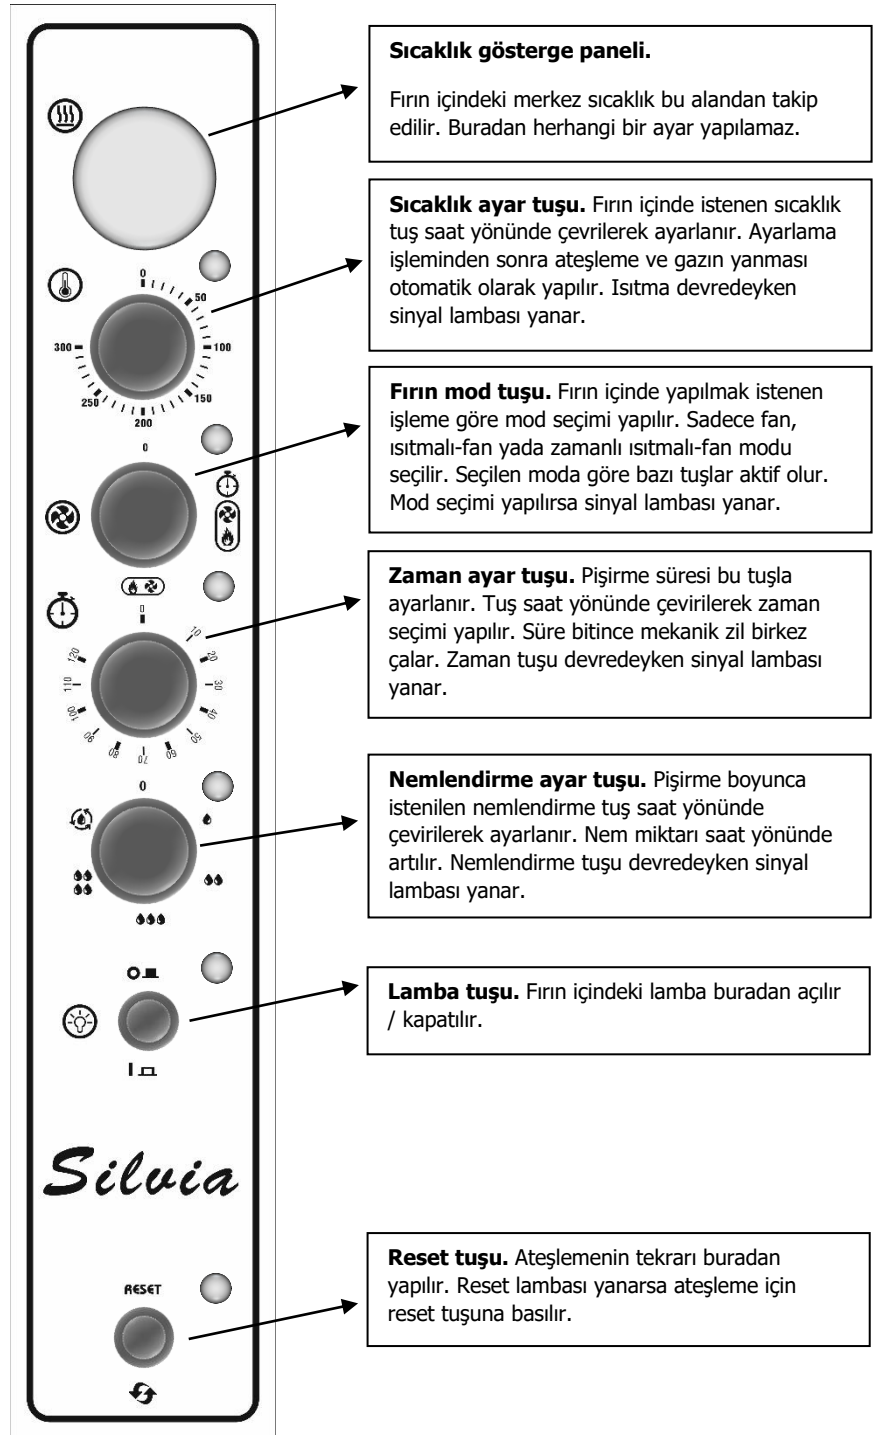 Sıcaklık gösterge paneli.
Fırın içindeki merkez sıcaklık bu alandan takip
edilir. Buradan herhangi bir ayar yapılamaz.
Sıcaklık ayar tuşu. Fırın içinde istenen sıcaklık
tuş saat yönünde çevrilerek ayarlanır. Ayarlama
işleminden sonra ateşleme ve gazın yanması
otomatik olarak yapılır. Isıtma devredeyken
sinyal lambası yanar.
0
50
100
150
200
250
300
Fırın mod tuşu. Fırın içinde yapılmak istenen
işleme göre mod seçimi yapılır. Sadece fan,
ısıtmalı-fan yada zamanlı ısıtmalı-fan modu
seçilir. Seçilen moda göre bazı tuşlar aktif olur.
Mod seçimi yapılırsa sinyal lambası yanar.
0
Zaman ayar tuşu. Pişirme süresi bu tuşla
ayarlanır. Tuş saat yönünde çevirilerek zaman
seçimi yapılır. Süre bitince mekanik zil birkez
çalar. Zaman tuşu devredeyken sinyal lambası
yanar.
0
10
20
30
40
50
60
70
80
90
100
110
120
Nemlendirme ayar tuşu. Pişirme boyunca
istenilen nemlendirme tuş saat yönünde
çevirilerek ayarlanır. Nem miktarı saat yönünde
artılır. Nemlendirme tuşu devredeyken sinyal
lambası yanar.
0
Lamba tuşu. Fırın içindeki lamba buradan açılır
/ kapatılır.
O
I
Silvia
Reset tuşu. Ateşlemenin tekrarı buradan
yapılır. Reset lambası yanarsa ateşleme için
reset tuşuna basılır.
RESET